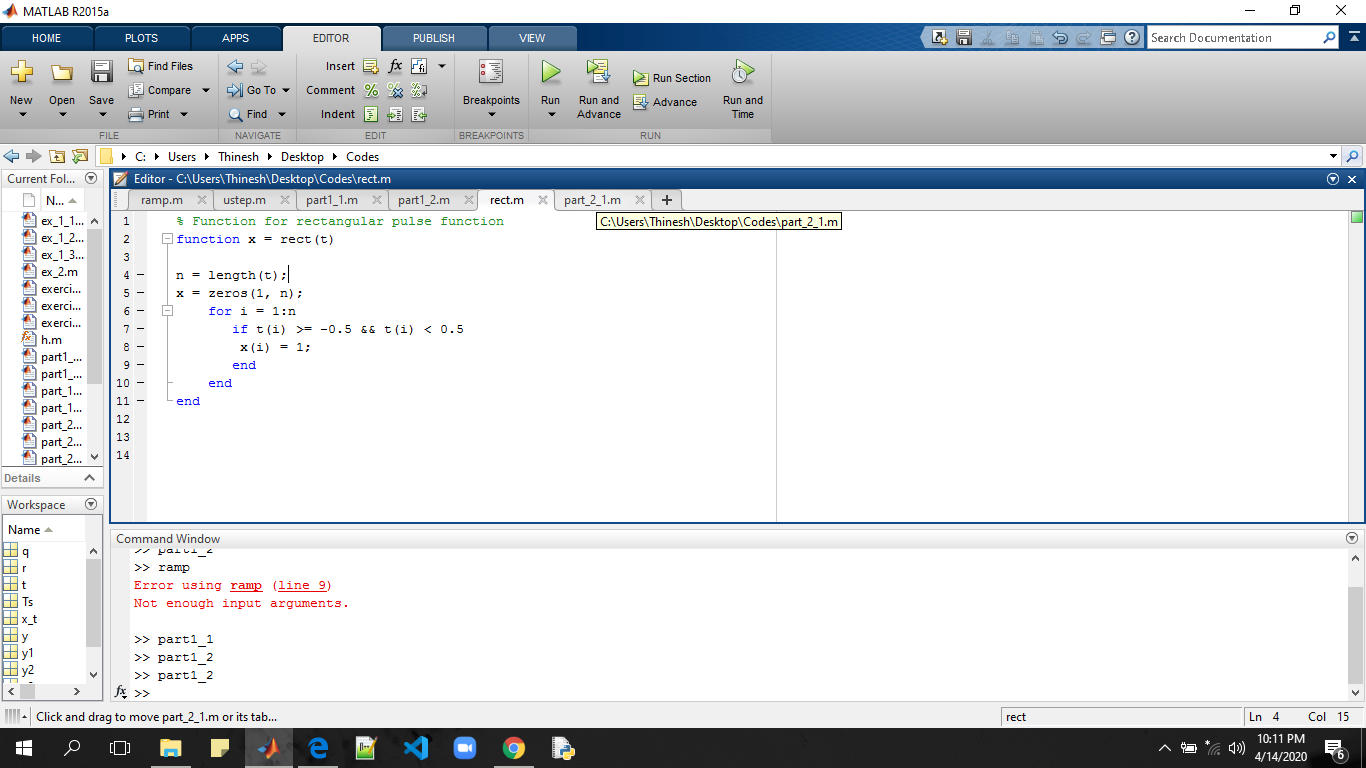 MATLAB R2015a
HOME PLOTS APPS EDITOR PUBLISH VIEW
Search Documentation
New Open Save
Find Files
Compare
Print
Go To
Find
Insert
Comment
Indent
Breakpoints
Run
Run and Advance
Run Section
Advance
Run and Time
FILE NAVIGATE EDIT BREAKPOINTS RUN
C: Users Thinesh Desktop Codes
Current Fol...
N...
ex_1_1...
ex_1_2...
ex_1_3...
ex_2.m
exerci...
exerci...
exerci...
h.m
part1_...
part1_...
part_1...
part_1...
part_2...
part_2...
part_2...
Details
Workspace
Name
q
r
t
Ts
x_t
y
y1
y2
Editor - C:\Users\Thinesh\Desktop\Codes\rect.m
ramp.m ustep.m part1_1.m part1_2.m rect.m part_2_1.m
C:\Users\Thinesh\Desktop\Codes\part_2_1.m
1 % Function for rectangular pulse function
2 function x = rect(t)
3
4 n = length(t);
5 x = zeros(1, n);
6 for i = 1:n
7 if t(i) >= -0.5 && t(i) < 0.5
8 x(i) = 1;
9 end
10 end
11 end
12
13
14
Command Window
>> part1_2
>> ramp
Error using ramp (line 9)
Not enough input arguments.
>> part1_1
>> part1_2
>> part1_2
fx >>
Click and drag to move part_2_1.m or its tab...
rect
Ln 4 Col 15
10:11 PM
4/14/2020
6